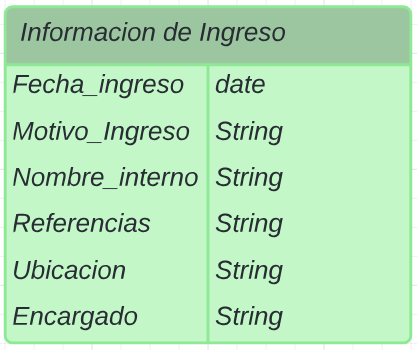 Informacion de Ingreso
Fecha_ingreso date
Motivo_Ingreso String
Nombre_interno String
Referencias String
Ubicacion String
Encargado String